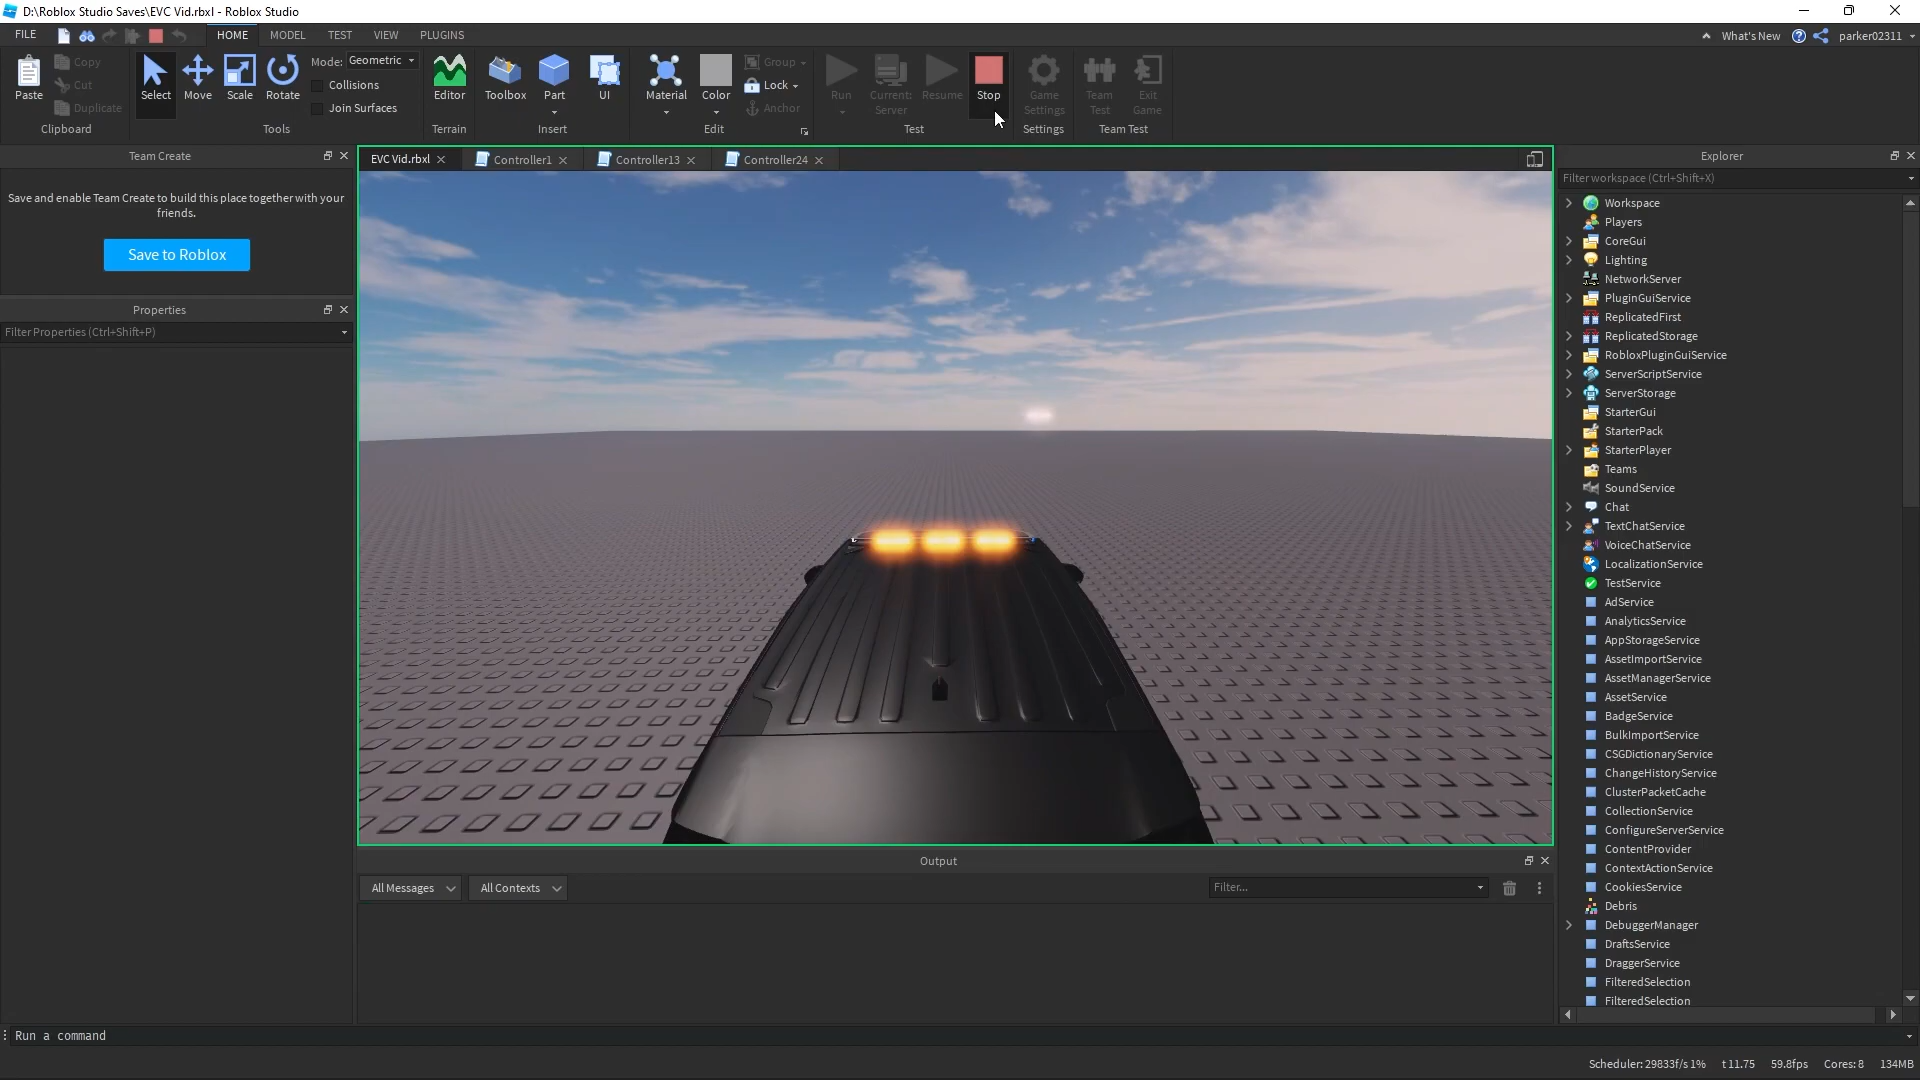 D:\Roblox Studio Saves\EVC Vid.rbxl - Roblox Studio
FILE
HOME
MODEL
TEST
VIEW
PLUGINS
What's New
parker02311
Paste
Copy
Cut
Duplicate
Clipboard
Select
Move
Scale
Rotate
Mode: Geometric
Collisions
Join Surfaces
Tools
Editor
Terrain
Toolbox
Part
UI
Insert
Material
Color
Group
Lock
Anchor
Edit
Run
Current: Server
Resume
Stop
Test
Game Settings
Settings
Team Test
Exit Game
Team Test
Team Create
Save and enable Team Create to build this place together with your
friends.
Save to Roblox
Properties
Filter Properties (Ctrl+Shift+P)
EVC Vid.rbxl
Controller1
Controller13
Controller24
Output
All Messages
All Contexts
Filter...
Explorer
Filter workspace (Ctrl+Shift+X)
Workspace
Players
CoreGui
Lighting
NetworkServer
PluginGuiService
ReplicatedFirst
ReplicatedStorage
RobloxPluginGuiService
ServerScriptService
ServerStorage
StarterGui
StarterPack
StarterPlayer
Teams
SoundService
Chat
TextChatService
VoiceChatService
LocalizationService
TestService
AdService
AnalyticsService
AppStorageService
AssetImportService
AssetManagerService
AssetService
BadgeService
BulkImportService
CSGDictionaryService
ChangeHistoryService
ClusterPacketCache
CollectionService
ConfigureServerService
ContentProvider
ContextActionService
CookiesService
Debris
DebuggerManager
DraftsService
DraggerService
FilteredSelection
FilteredSelection
Run a command
Scheduler: 29833f/s 1% t 11.75 59.8fps Cores: 8 134MB